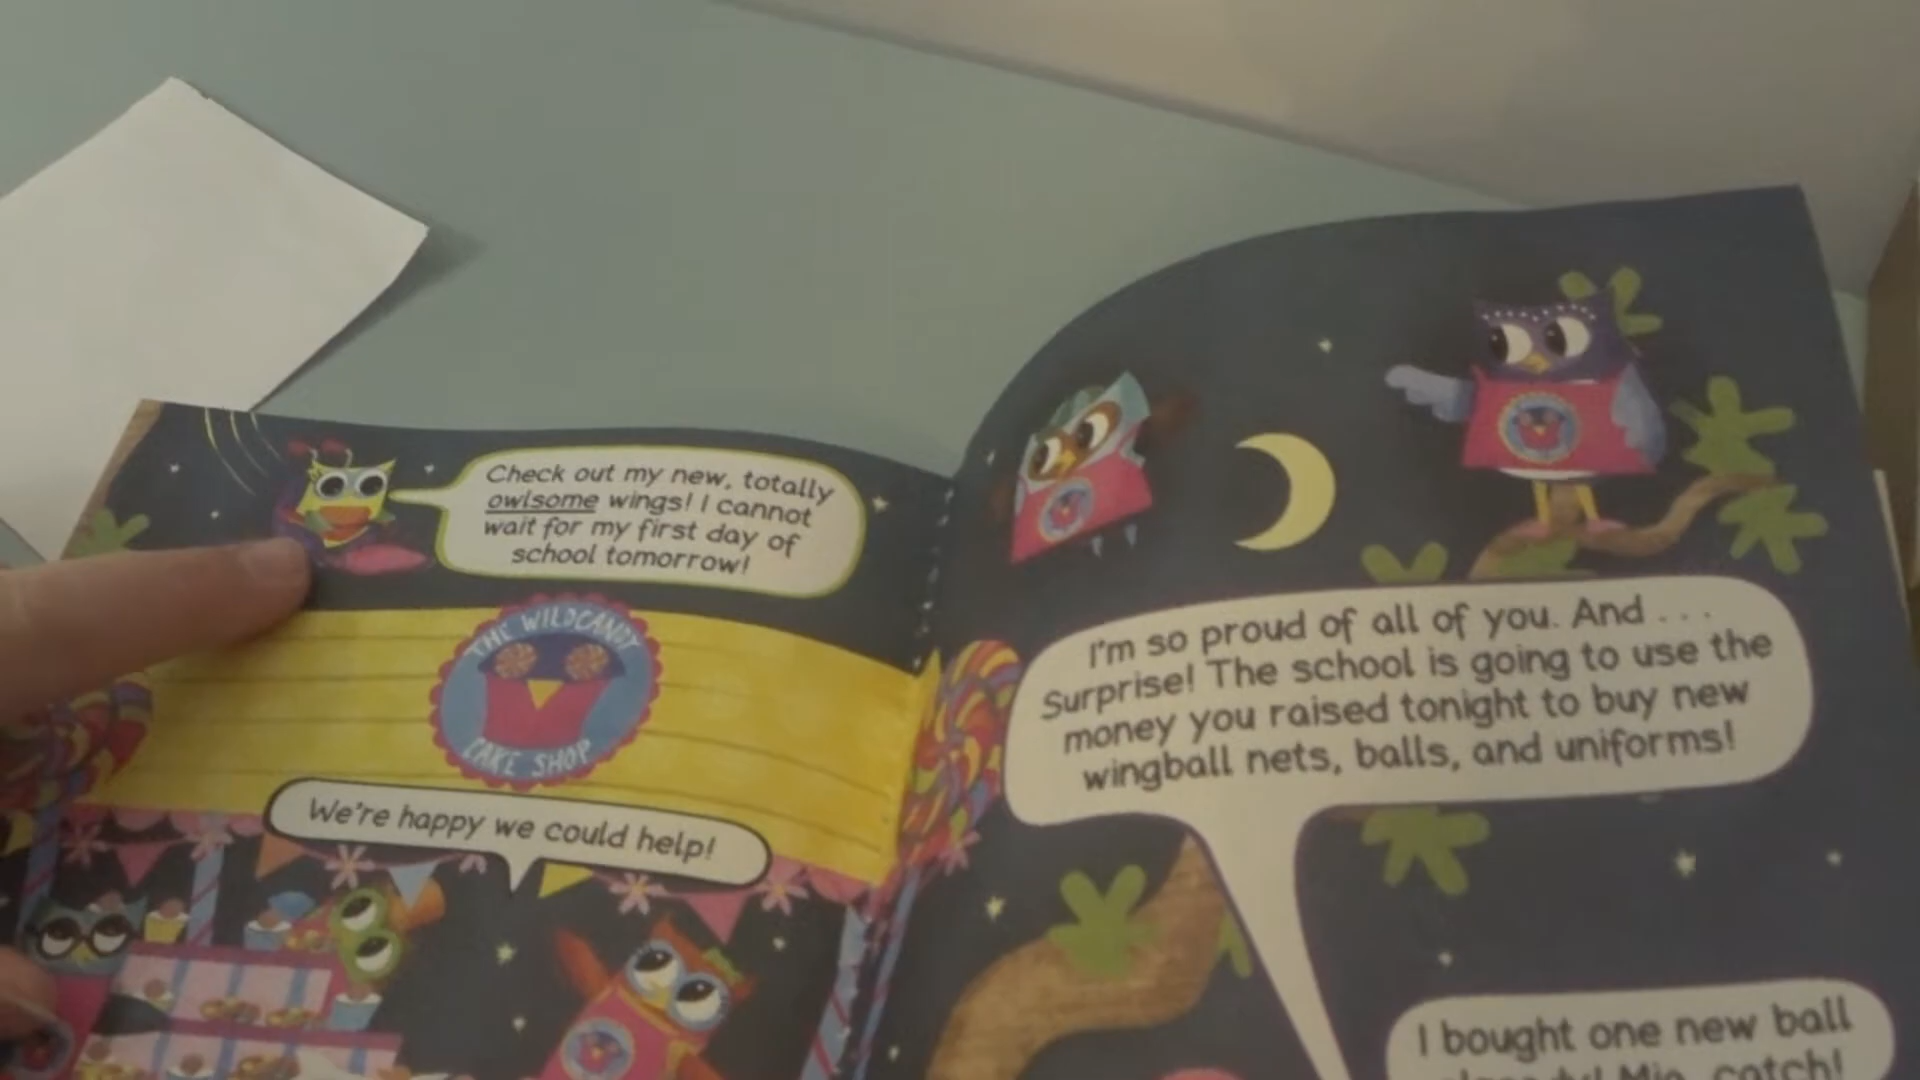 Check out my new, totally
owlsome wings! I cannot
wait for my first day of
school tomorrow!
THE WILDCANDY
CAKE SHOP
We're happy we could help!
I'm so proud of all of you. And . . .
Surprise! The school is going to use the
money you raised tonight to buy new
wingball nets, balls, and uniforms!
I bought one new ball
catch!